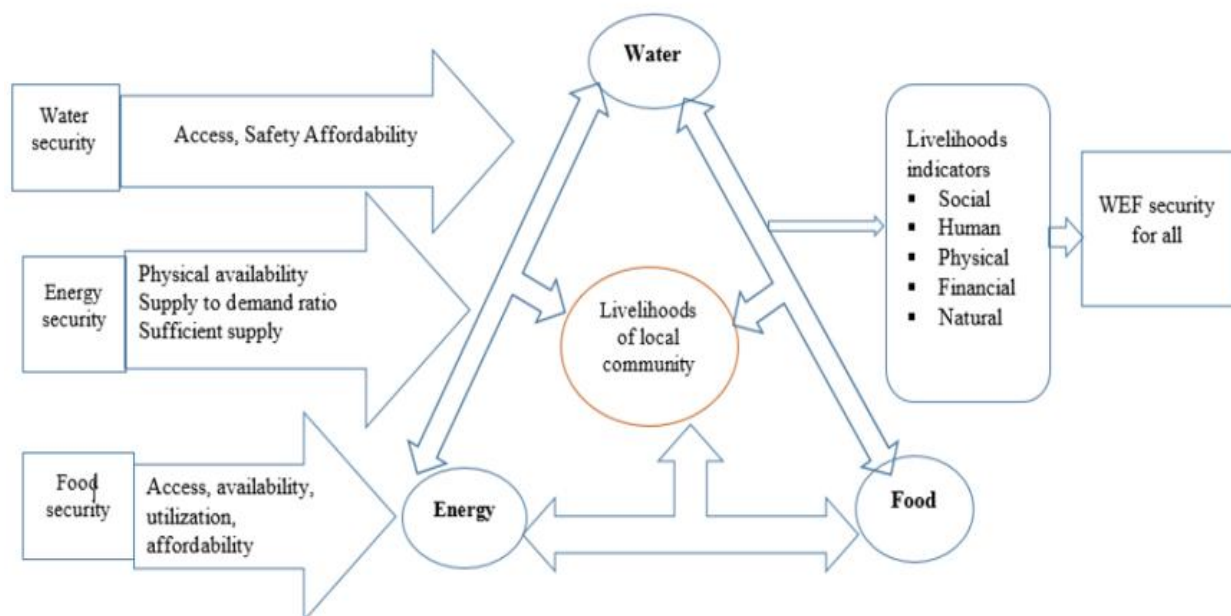 Water
Water
security
Access, Safety Affordability
Livelihoods
indicators
▪ Social
▪ Human
▪ Physical
▪ Financial
▪ Natural
WEF security
for all
Energy
security
Physical availability
Supply to demand ratio
Sufficient supply
Livelihoods
of local
community
Food
security
Access, availability,
utilization,
affordability
Energy
Food